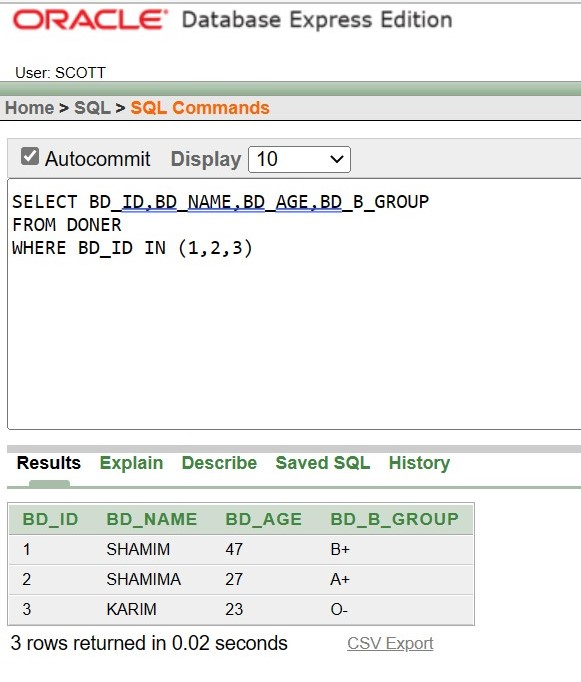 ORACLE® Database Express Edition
User: SCOTT
Home > SQL > SQL Commands
Autocommit Display 10
SELECT BD_ID,BD_NAME,BD_AGE,BD_B_GROUP
FROM DONER
WHERE BD_ID IN (1,2,3)
Results Explain Describe Saved SQL History
BD_ID BD_NAME BD_AGE BD_B_GROUP
1 SHAMIM 47 B+
2 SHAMIMA 27 A+
3 KARIM 23 O-
3 rows returned in 0.02 seconds CSV Export